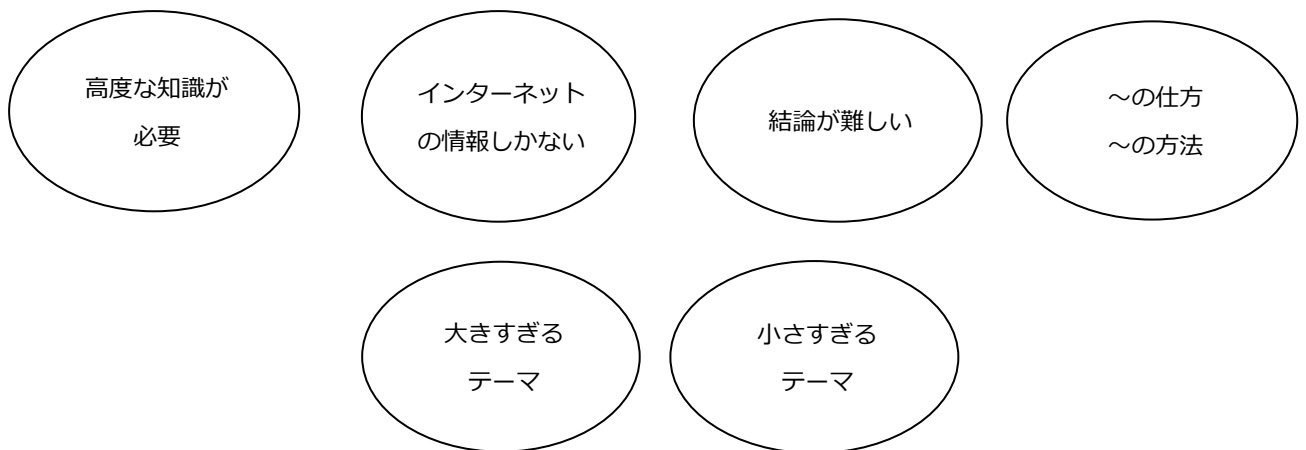 高度な知識が
必要
インターネット
の情報しかない
結論が難しい
～の仕方
～の方法
大きすぎる
テーマ
小さすぎる
テーマ